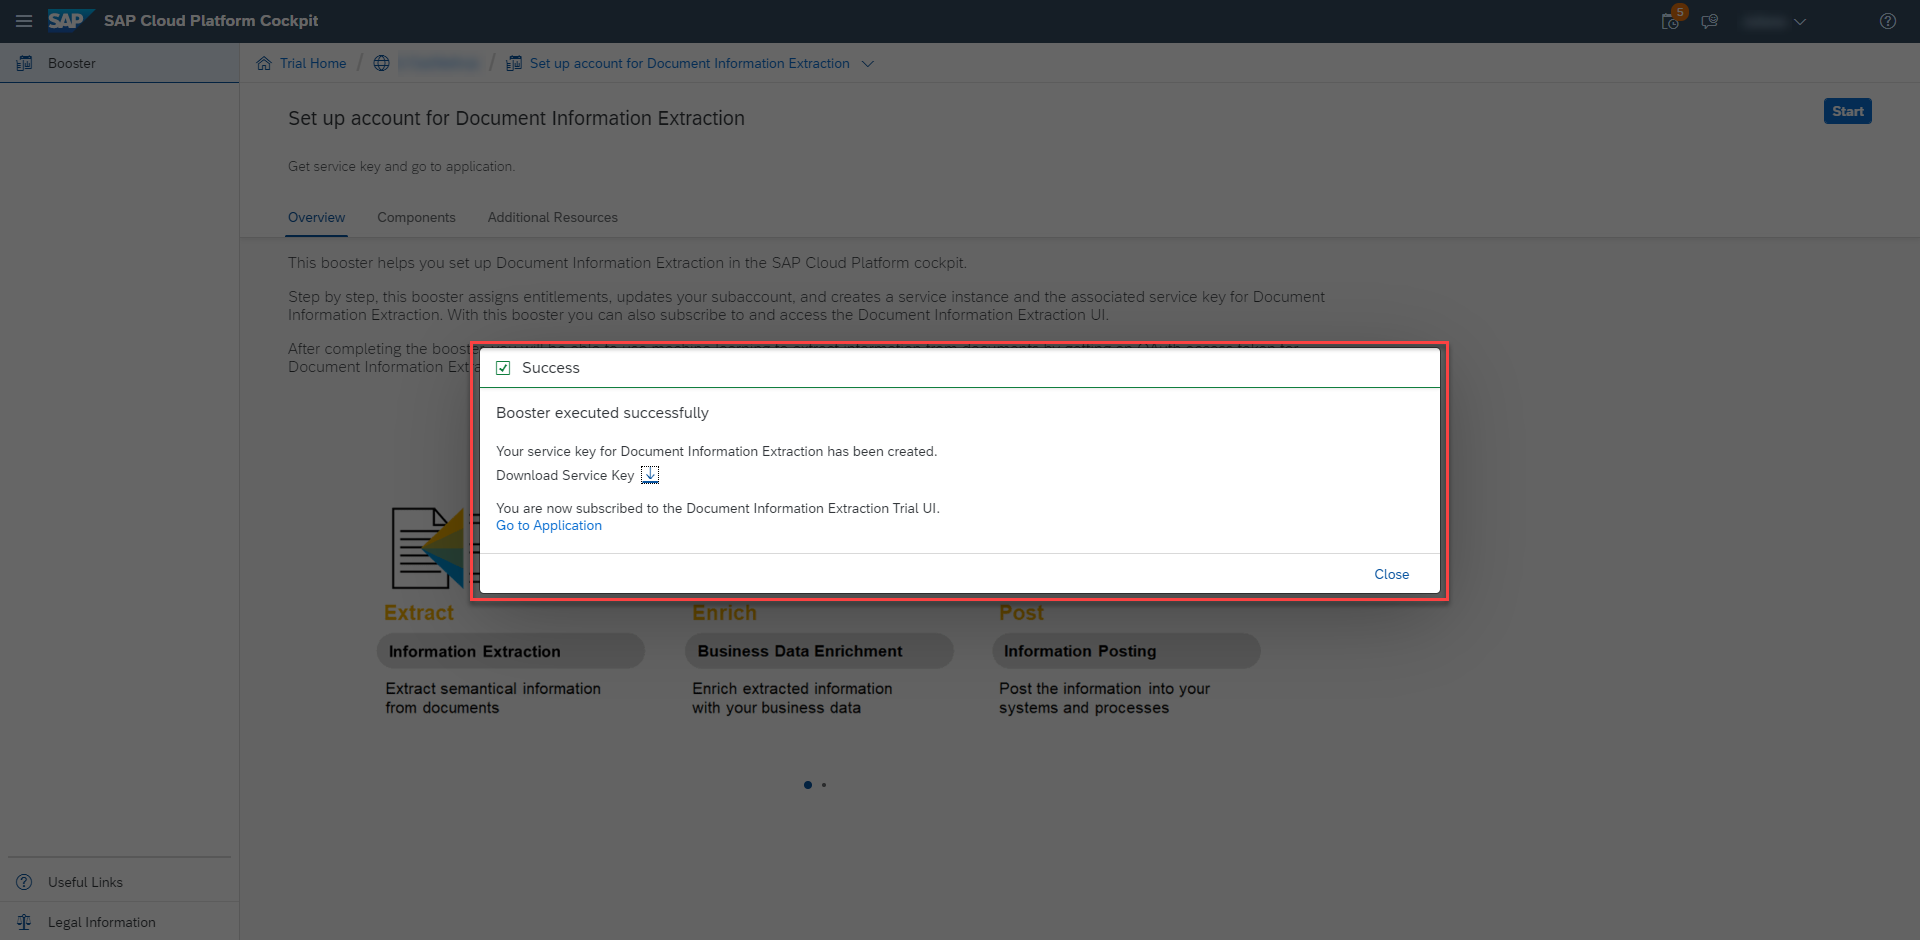 SAP SAP Cloud Platform Cockpit
5
Booster
Trial Home / / Set up account for Document Information Extraction
Set up account for Document Information Extraction
Start
Get service key and go to application.
Overview Components Additional Resources
This booster helps you set up Document Information Extraction in the SAP Cloud Platform cockpit.
Step by step, this booster assigns entitlements, updates your subaccount, and creates a service instance and the associated service key for Document
Information Extraction. With this booster you can also subscribe to and access the Document Information Extraction UI.
After completing the booster
Document Information
Success
Booster executed successfully
Your service key for Document Information Extraction has been created.
Download Service Key
You are now subscribed to the Document Information Extraction Trial UI.
Go to Application
Close
Extract
Information Extraction
Extract semantical information
from documents
Enrich
Business Data Enrichment
Enrich extracted information
with your business data
Post
Information Posting
Post the information into your
systems and processes
Useful Links
Legal Information